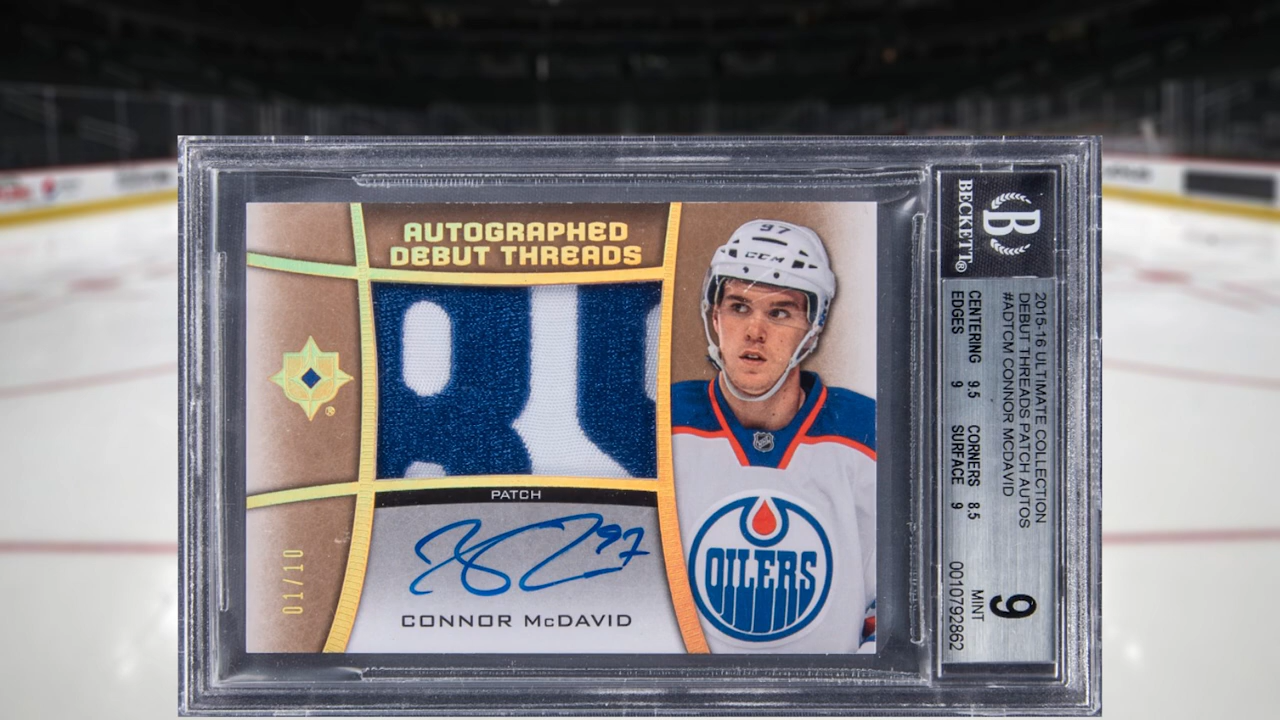 AUTOGRAPHED
DEBUT THREADS
PATCH
97
CONNOR McDAVID
01/10
97
CCM
OILERS
BECKETT®
B
2015-16 ULTIMATE COLLECTION
DEBUT THREADS PATCH AUTOS
#ADTCM CONNOR MCDAVID
CENTERING 9.5 CORNERS 8.5
EDGES 9 SURFACE 9
9
MINT
0010792862